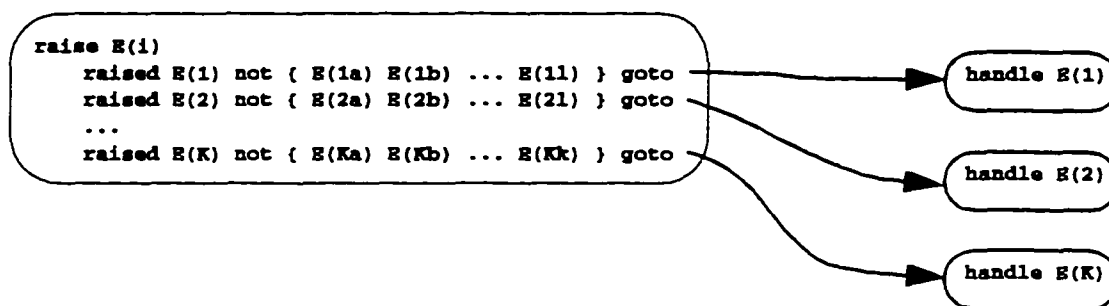 raise E(i)
raised E(1) not { E(1a) E(1b) ... E(1l) } goto
raised E(2) not { E(2a) E(2b) ... E(2l) } goto
...
raised E(K) not { E(Ka) E(Kb) ... E(Kk) } goto
handle E(1)
handle E(2)
handle E(K)